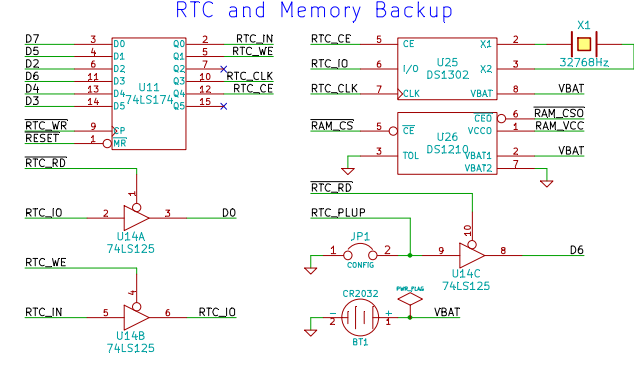 RTC and Memory Backup
D7 3 D0 Q0 2 RTC_IN
D5 4 D1 Q1 5 RTC_WE
D2 6 D2 Q2 7
D6 11 D3 Q3 10 RTC_CLK
D4 13 D4 Q4 12 RTC_CE
D3 14 D5 Q5 15
U11
74LS174
RTC_WR 9 CP
RESET 1 MR
RTC_RD
1
RTC_IO 2 3 D0
U14A
74LS125
RTC_WE
4
RTC_IN 5 6 RTC_IO
U14B
74LS125
RTC_CE 5 CE X1 2
RTC_IO 6 I/O X2 3
RTC_CLK 7 CLK VBAT 8 VBAT
U25
DS1302
X1
32768Hz
RAM_CS 5 CE
3 TOL
U26
DS1210
CEO 6 RAM_CSO
VCCO 1 RAM_VCC
VBAT1 2 VBAT
VBAT2 7
RTC_RD
RTC_PLUP
10
JP1
1 2 9 8 D6
CONFIG
U14C
74LS125
CR2032
PWR_FLAG
- + VBAT
2 1
BT1